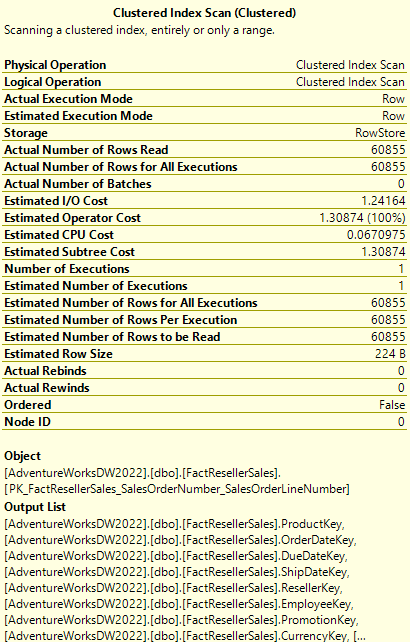 Clustered Index Scan (Clustered)
Scanning a clustered index, entirely or only a range.
Physical Operation Clustered Index Scan
Logical Operation Clustered Index Scan
Actual Execution Mode Row
Estimated Execution Mode Row
Storage RowStore
Actual Number of Rows Read 60855
Actual Number of Rows for All Executions 60855
Actual Number of Batches 0
Estimated I/O Cost 1.24164
Estimated Operator Cost 1.30874 (100%)
Estimated CPU Cost 0.0670975
Estimated Subtree Cost 1.30874
Number of Executions 1
Estimated Number of Executions 1
Estimated Number of Rows for All Executions 60855
Estimated Number of Rows Per Execution 60855
Estimated Number of Rows to be Read 60855
Estimated Row Size 224 B
Actual Rebinds 0
Actual Rewinds 0
Ordered False
Node ID 0
Object
[AdventureWorksDW2022].[dbo].[FactResellerSales].
[PK_FactResellerSales_SalesOrderNumber_SalesOrderLineNumber]
Output List
[AdventureWorksDW2022].[dbo].[FactResellerSales].ProductKey,
[AdventureWorksDW2022].[dbo].[FactResellerSales].OrderDateKey,
[AdventureWorksDW2022].[dbo].[FactResellerSales].DueDateKey,
[AdventureWorksDW2022].[dbo].[FactResellerSales].ShipDateKey,
[AdventureWorksDW2022].[dbo].[FactResellerSales].ResellerKey,
[AdventureWorksDW2022].[dbo].[FactResellerSales].EmployeeKey,
[AdventureWorksDW2022].[dbo].[FactResellerSales].PromotionKey,
[AdventureWorksDW2022].[dbo].[FactResellerSales].CurrencyKey, [...